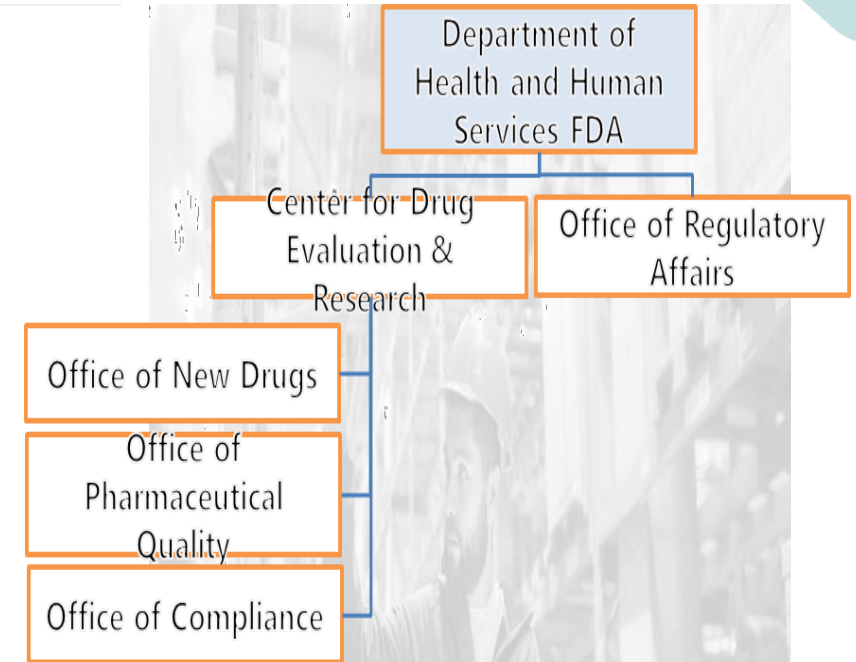 Department of
Health and Human
Services FDA
Center for Drug
Evaluation &
Research
Office of Regulatory
Affairs
Office of New Drugs
Office of
Pharmaceutical
Quality
Office of Compliance